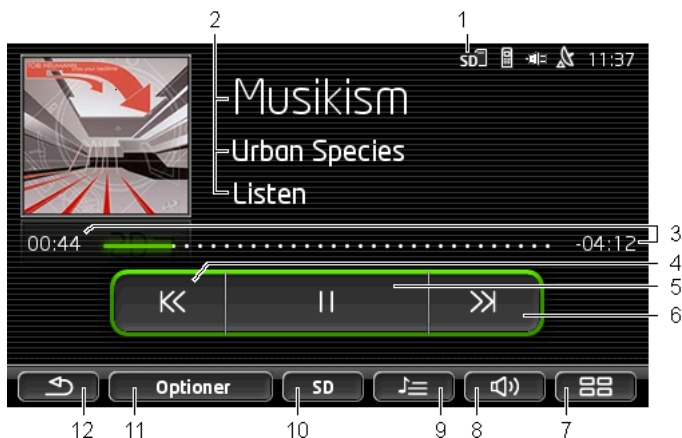 2
1
SD 11:37
Musikism
Urban Species
Listen
00:44 -04:12 3
4
5
6
Optioner SD
12 11 10 9 8 7